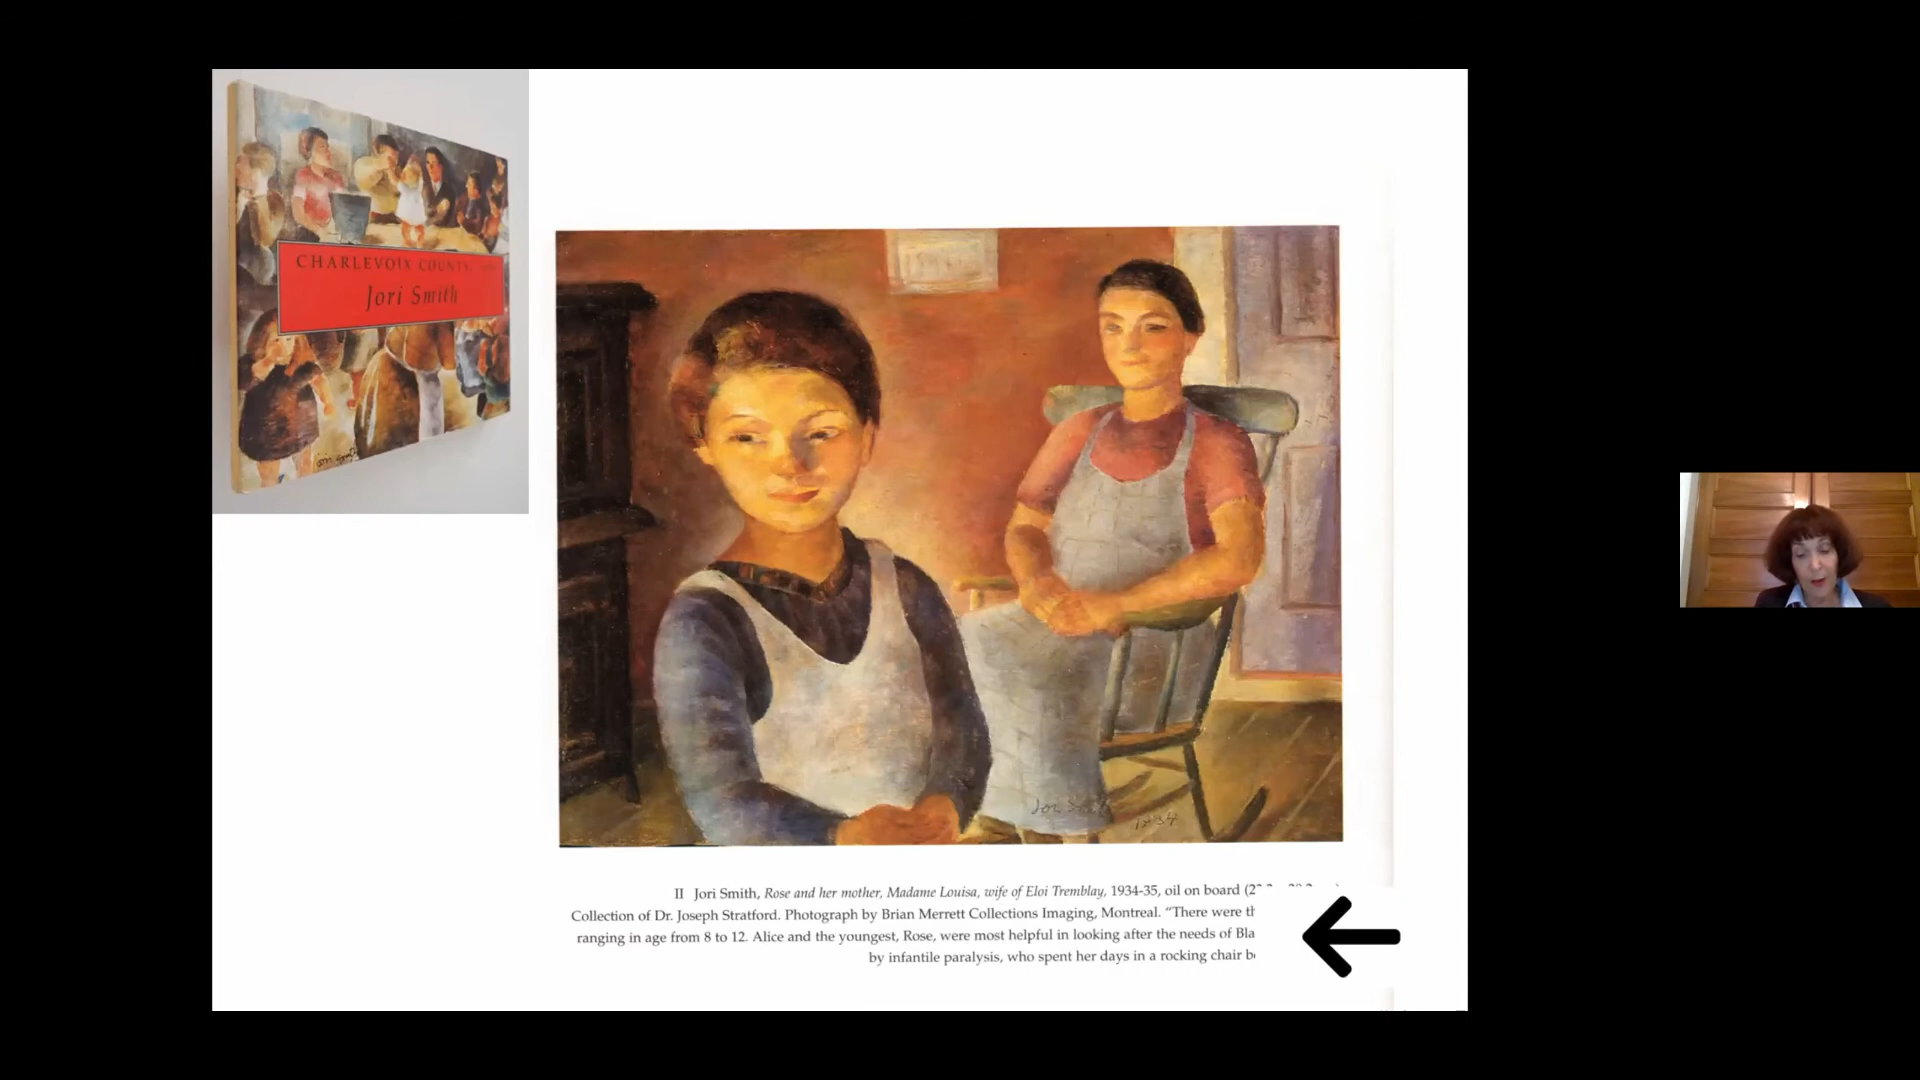 CHARLEVOIX COUNTY,
Jori Smith
jori smith
Jori Smith
1934
II Jori Smith, Rose and her mother, Madame Louisa, wife of Eloi Tremblay, 1934-35, oil on board
Collection of Dr. Joseph Stratford. Photograph by Brian Merrett Collections Imaging, Montreal. “There were
ranging in age from 8 to 12. Alice and the youngest, Rose, were most helpful in looking after the needs of
by infantile paralysis, who spent her days in a rocking chair